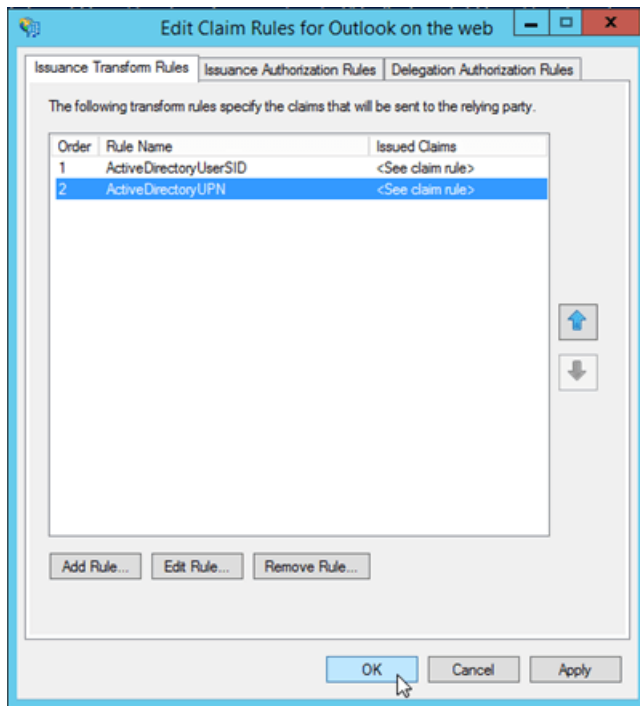 Edit Claim Rules for Outlook on the web
Issuance Transform Rules Issuance Authorization Rules Delegation Authorization Rules
The following transform rules specify the claims that will be sent to the relying party.
Order Rule Name Issued Claims
1 ActiveDirectoryUserSID <See claim rule>
2 ActiveDirectoryUPN <See claim rule>
Add Rule... Edit Rule... Remove Rule...
OK Cancel Apply